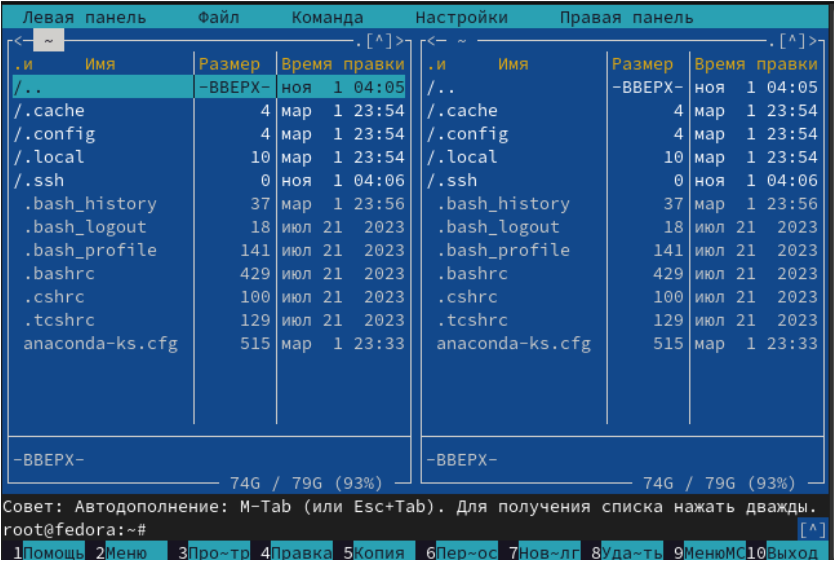 Левая панель Файл Команда Настройки Правая панель
<─ ~ .[^]> <─ ~ .[^]>
.и Имя Размер Время правки .и Имя Размер Время правки
/.. -ВВЕРХ- ноя 1 04:05 /.. -ВВЕРХ- ноя 1 04:05
/.cache 4 мар 1 23:54 /.cache 4 мар 1 23:54
/.config 4 мар 1 23:54 /.config 4 мар 1 23:54
/.local 10 мар 1 23:54 /.local 10 мар 1 23:54
/.ssh 0 ноя 1 04:06 /.ssh 0 ноя 1 04:06
.bash_history 37 мар 1 23:56 .bash_history 37 мар 1 23:56
.bash_logout 18 июл 21 2023 .bash_logout 18 июл 21 2023
.bash_profile 141 июл 21 2023 .bash_profile 141 июл 21 2023
.bashrc 429 июл 21 2023 .bashrc 429 июл 21 2023
.cshrc 100 июл 21 2023 .cshrc 100 июл 21 2023
.tcshrc 129 июл 21 2023 .tcshrc 129 июл 21 2023
anaconda-ks.cfg 515 мар 1 23:33 anaconda-ks.cfg 515 мар 1 23:33
-ВВЕРХ- -ВВЕРХ-
74G / 79G (93%) 74G / 79G (93%)
Совет: Автодополнение: M-Tab (или Esc+Tab). Для получения списка нажать дважды.
root@fedora:~# [^]
1Помощь 2Меню 3Про~тр 4Правка 5Копия 6Пер~ос 7Нов~лг 8Уда~ть 9МенюMC 10Выход